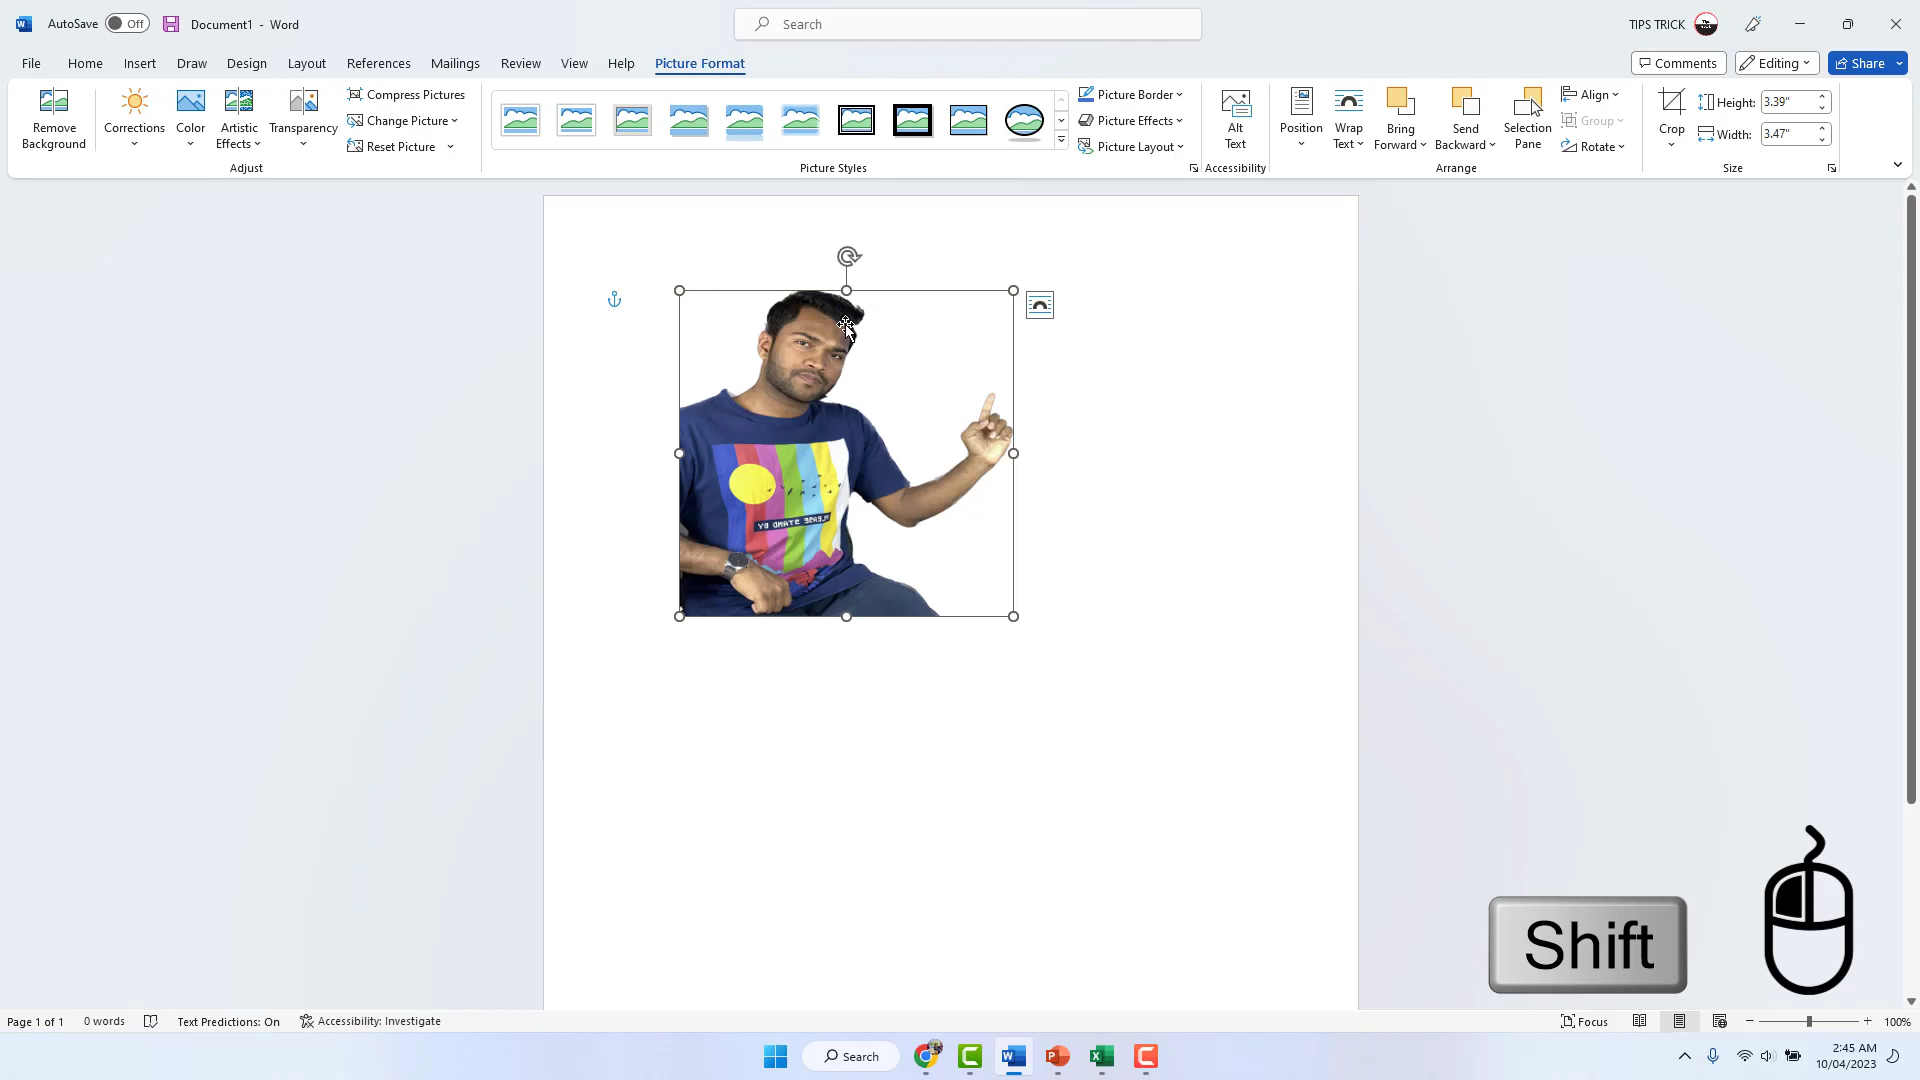 AutoSave Off Document1 - Word Search TIPS TRICK
File Home Insert Draw Design Layout References Mailings Review View Help Picture Format Comments Editing Share
Remove Background
Corrections
Color
Artistic Effects
Transparency
Compress Pictures
Change Picture
Reset Picture
Adjust
Picture Styles
Picture Border
Picture Effects
Picture Layout
Alt Text
Accessibility
Position
Wrap Text
Bring Forward
Send Backward
Selection Pane
Align
Group
Rotate
Arrange
Crop
Height: 3.39"
Width: 3.47"
Size
Shift
Page 1 of 1 0 words Text Predictions: On Accessibility: Investigate Focus 100%
Search
2:45 AM
10/04/2023